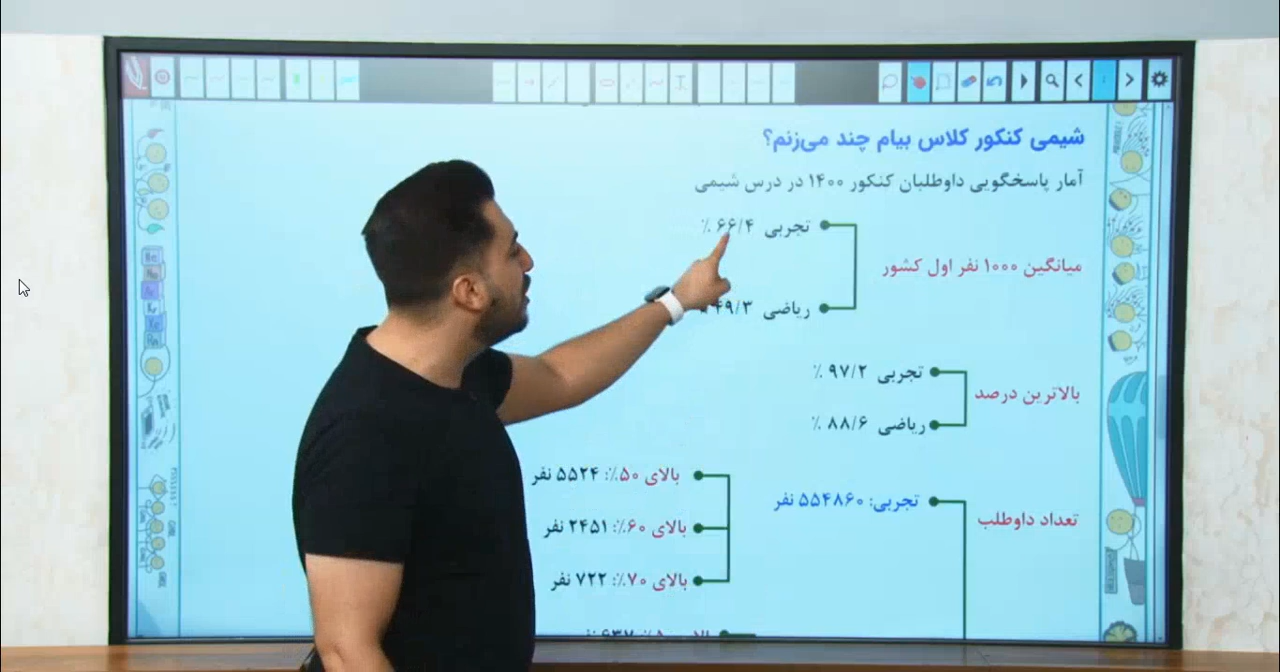 شیمی کنکور کلاس بیام چند می‌زنم؟
آمار پاسخگویی داوطلبان کنکور ۱۴۰۰ در درس شیمی
میانگین ۱۰۰۰ نفر اول کشور
تجربی ۶۶/۴ ٪
ریاضی ۴۹/۳
بالاترین درصد
تجربی ۹۷/۲ ٪
ریاضی ۸۸/۶ ٪
تعداد داوطلب
تجربی: ۵۵۴۸۶۰ نفر
بالای ۵۰٪: ۵۵۲۴ نفر
بالای ۶۰٪: ۲۴۵۱ نفر
بالای ۷۰٪: ۷۲۲ نفر